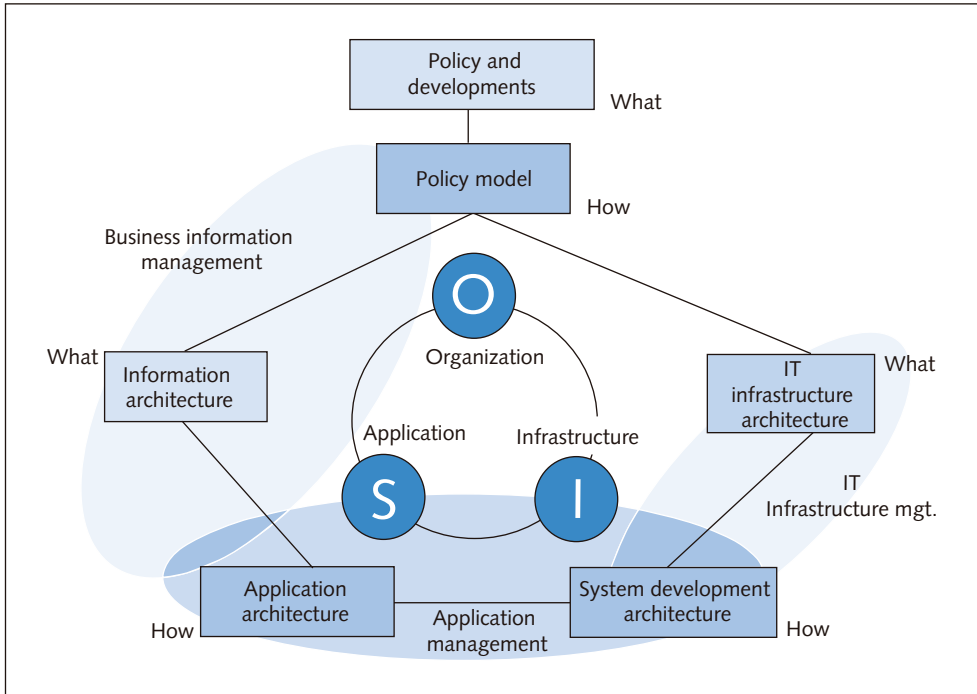 Policy and
developments
What
Policy model
How
Business information
management
O
Organization
What
Information
architecture
What
IT
infrastructure
architecture
Application
Infrastructure
S
I
IT
Infrastructure mgt.
Application
architecture
How
Application
management
System development
architecture
How